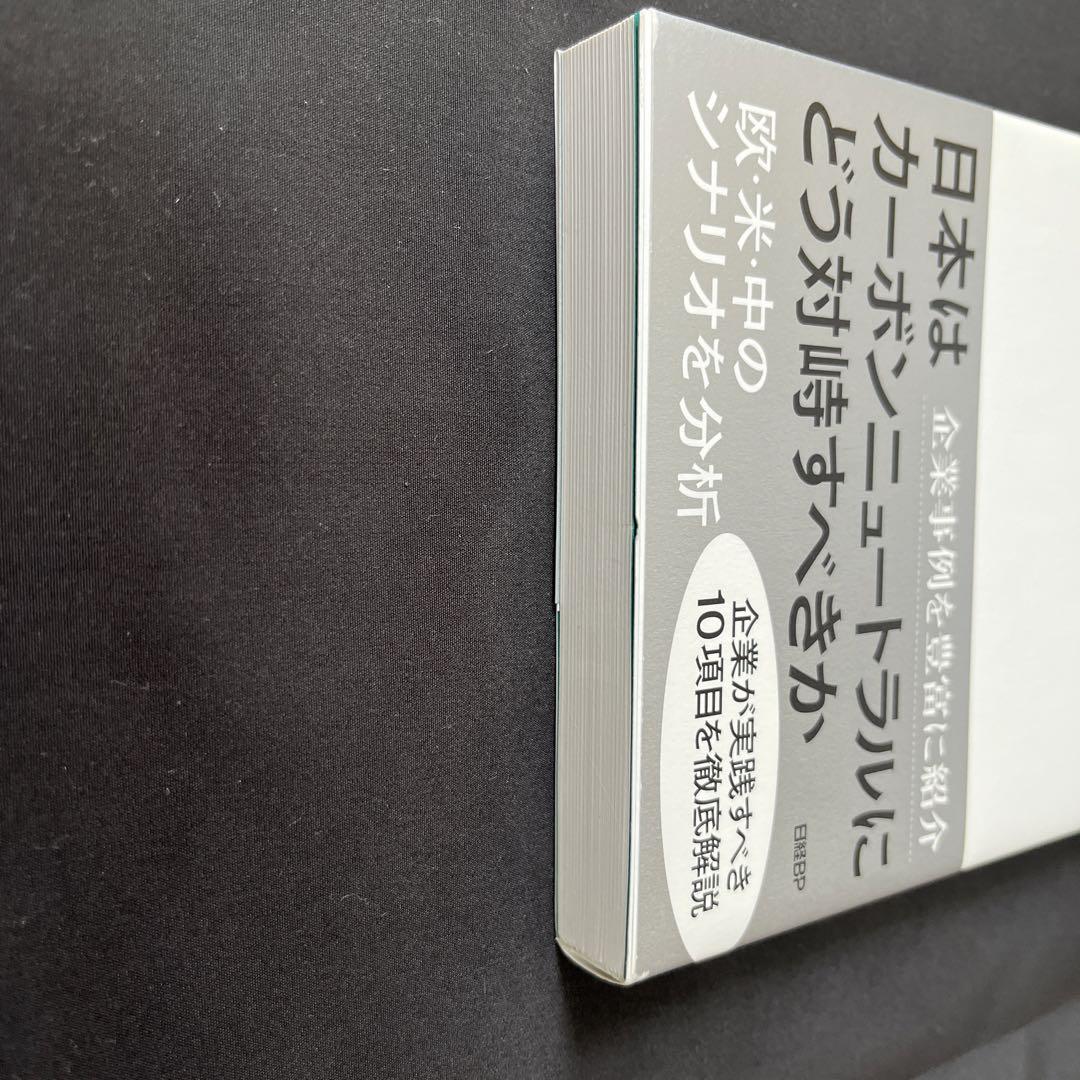 日本は
企業事例を豊富に紹介
カーボンニュートラルに
どう対峙すべきか
欧・米・中の
シナリオを分析
企業が実践すべき
10項目を徹底解説
日経BP